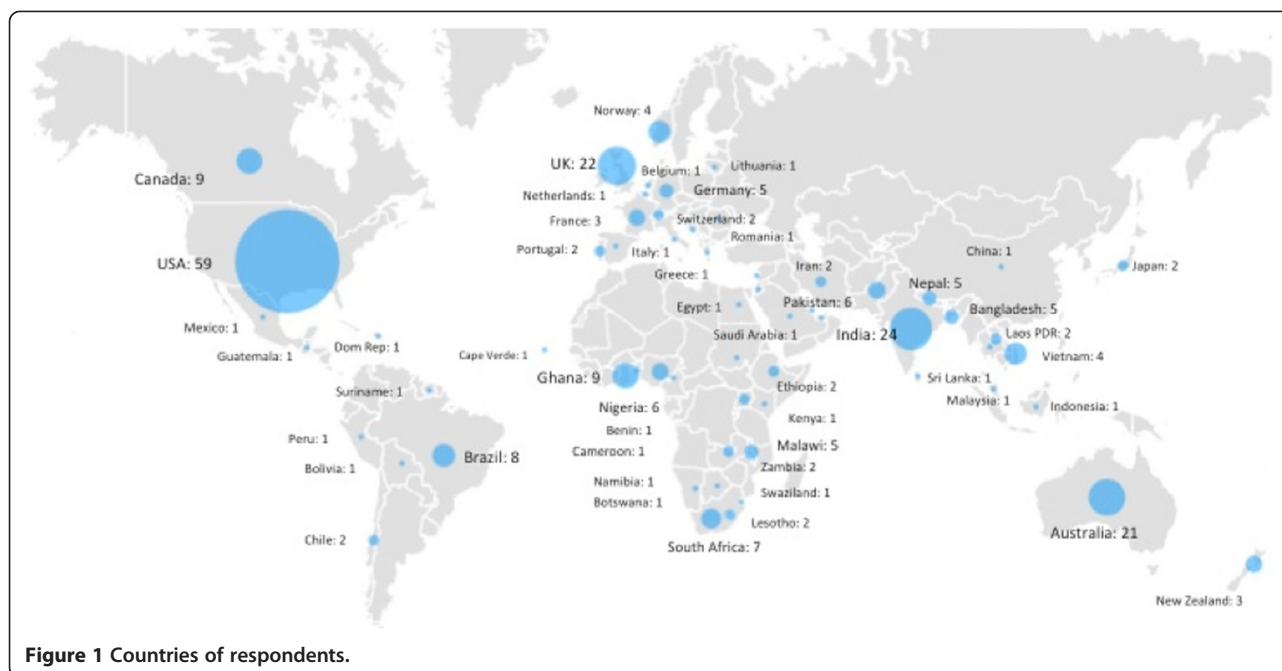 Norway: 4
UK: 22
Belgium: 1
Lithuania: 1
Canada: 9
Netherlands: 1
Germany: 5
France: 3
Switzerland: 2
Romania: 1
Portugal: 2
Italy: 1
China: 1
USA: 59
Greece: 1
Iran: 2
Japan: 2
Nepal: 5
Egypt: 1
Pakistan: 6
Bangladesh: 5
Mexico: 1
Saudi Arabia: 1
India: 24
Laos PDR: 2
Guatemala: 1
Dom Rep: 1
Cape Verde: 1
Vietnam: 4
Ghana: 9
Ethiopia: 2
Sri Lanka: 1
Suriname: 1
Malaysia: 1
Indonesia: 1
Nigeria: 6
Kenya: 1
Benin: 1
Peru: 1
Malawi: 5
Cameroon: 1
Brazil: 8
Bolivia: 1
Zambia: 2
Namibia: 1
Swaziland: 1
Botswana: 1
Lesotho: 2
Australia: 21
Chile: 2
South Africa: 7
New Zealand: 3
Figure 1 Countries of respondents.